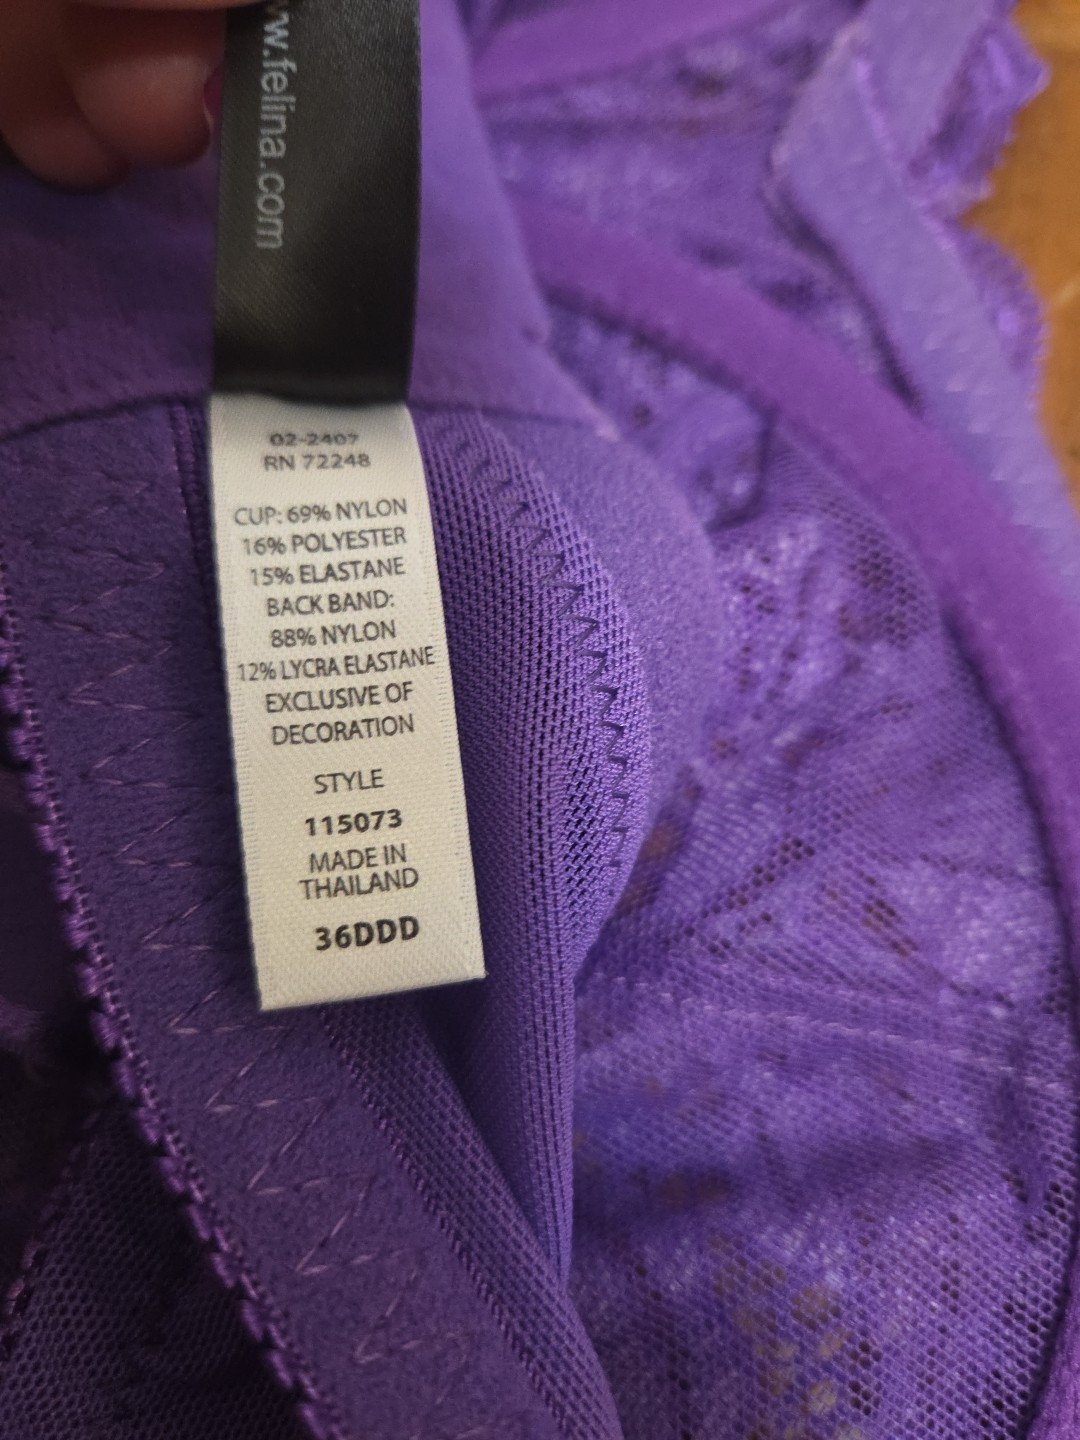 w.felina.com
02-2407
RN 72248
CUP: 69% NYLON
16% POLYESTER
15% ELASTANE
BACK BAND:
88% NYLON
12% LYCRA ELASTANE
EXCLUSIVE OF
DECORATION
STYLE
115073
MADE IN
THAILAND
36DDD